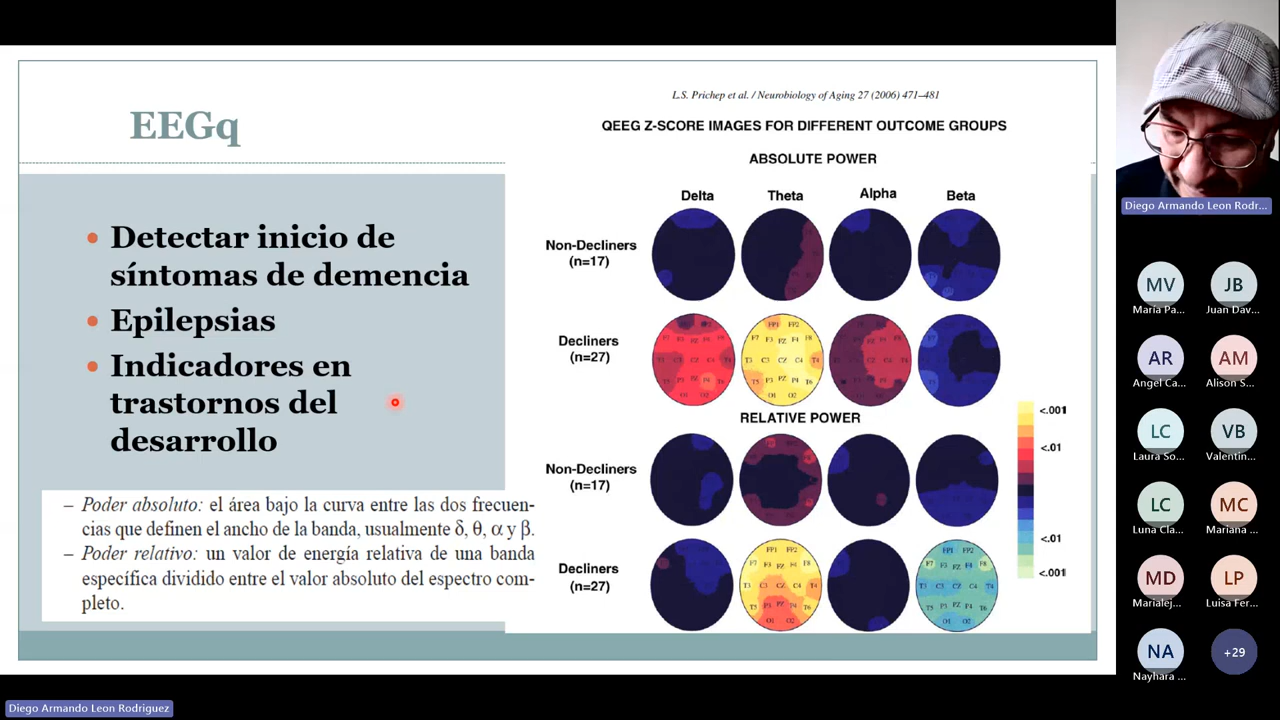 EEGq
Detectar inicio de
síntomas de demencia
Epilepsias
Indicadores en
trastornos del
desarrollo
– Poder absoluto: el área bajo la curva entre las dos frecuen-
cias que definen el ancho de la banda, usualmente δ, θ, α y β.
– Poder relativo: un valor de energía relativa de una banda
específica dividido entre el valor absoluto del espectro com-
pleto.
L.S. Prichep et al. / Neurobiology of Aging 27 (2006) 471–481
QEEG Z-SCORE IMAGES FOR DIFFERENT OUTCOME GROUPS
ABSOLUTE POWER
Delta Theta Alpha Beta
Non-Decliners
(n=17)
Decliners
(n=27)
RELATIVE POWER
Non-Decliners
(n=17)
Decliners
(n=27)
<.001
<.01
<.01
<.001
Diego Armando Leon Rodr...
MV JB
Maria Pa... Juan Dav...
AR AM
Angel Ca... Alison S...
LC VB
Laura So... Valentin...
LC MC
Luna Cla... Mariana ...
MD LP
Marialej... Luisa Fer...
NA +29
Nayhara ...
Diego Armando Leon Rodriguez